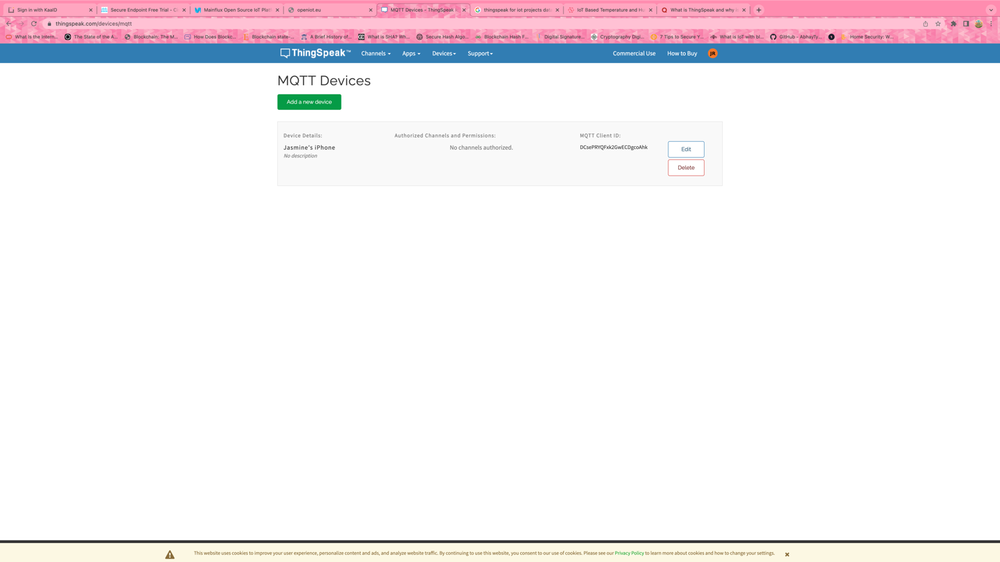 Sign in with KaaID
Secure Endpoint Free Trial - Ci
Mainflux Open Source IoT Platf
openiot.eu
MQTT Devices - ThingSpeak I
thingspeak for iot projects data
IoT Based Temperature and Hu
What is ThingSpeak and why is
thingspeak.com/devices/mqtt
What Is the Intern...
The State of the A...
Blockchain: The M...
How Does Blockc...
Blockchain state-...
A Brief History of...
What is SHA? Wh...
Secure Hash Algo...
Blockchain Hash F...
Digital Signature...
Cryptography Digi...
7 Tips to Secure Y...
What is IoT with bl...
GitHub - AbhayTy...
Home Security: W...
ThingSpeak™ Channels Apps Devices Support Commercial Use How to Buy JR
MQTT Devices
Add a new device
Device Details: Authorized Channels and Permissions: MQTT Client ID:
Jasmine's iPhone No channels authorized. DCsePRYQFxk2GwECDgcoAhk Edit
No description
Delete
This website uses cookies to improve your user experience, personalize content and ads, and analyze website traffic. By continuing to use this website, you consent to our use of cookies. Please see our Privacy Policy to learn more about cookies and how to change your settings.